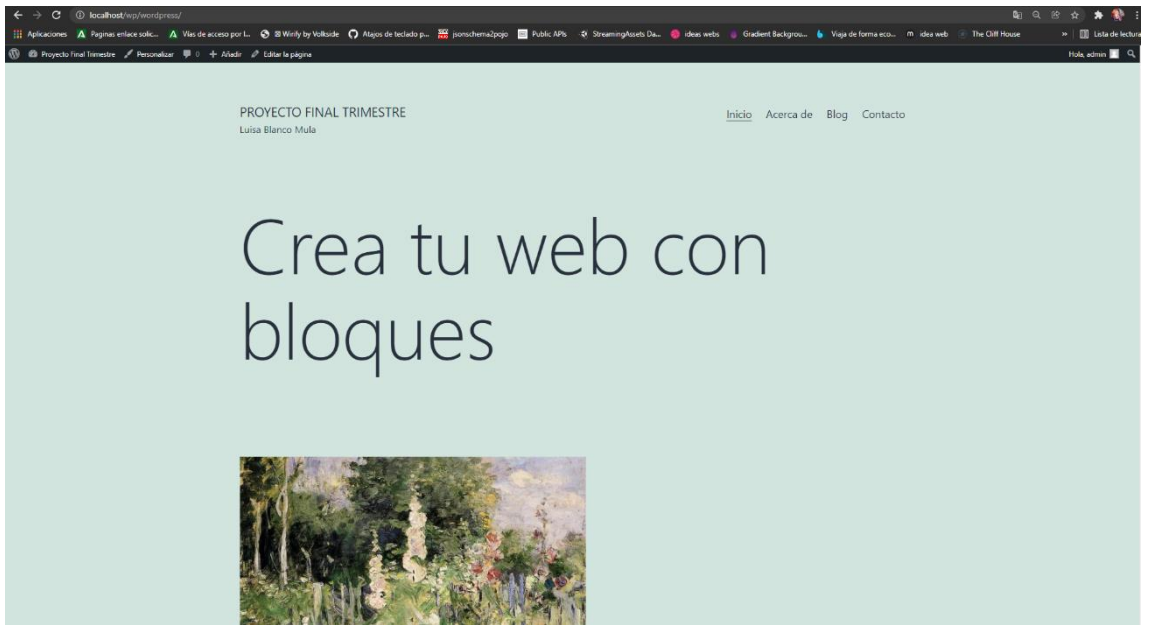 localhost/wp/wordpress/
Aplicaciones Paginas enlace solic... Vías de acceso por I... Winify by Volkside Atajos de teclado p... jsonschema2pojo Public APIs StreamingAssets Da... ideas webs Gradient Backgrou... Viaja de forma eco... m idea web The Cliff House » Lista de lectura
Proyecto Final Trimestre Personalizar 0 + Añadir Editar la página Hola, admin
PROYECTO FINAL TRIMESTRE
Luisa Blanco Mula
Inicio Acerca de Blog Contacto
Crea tu web con
bloques